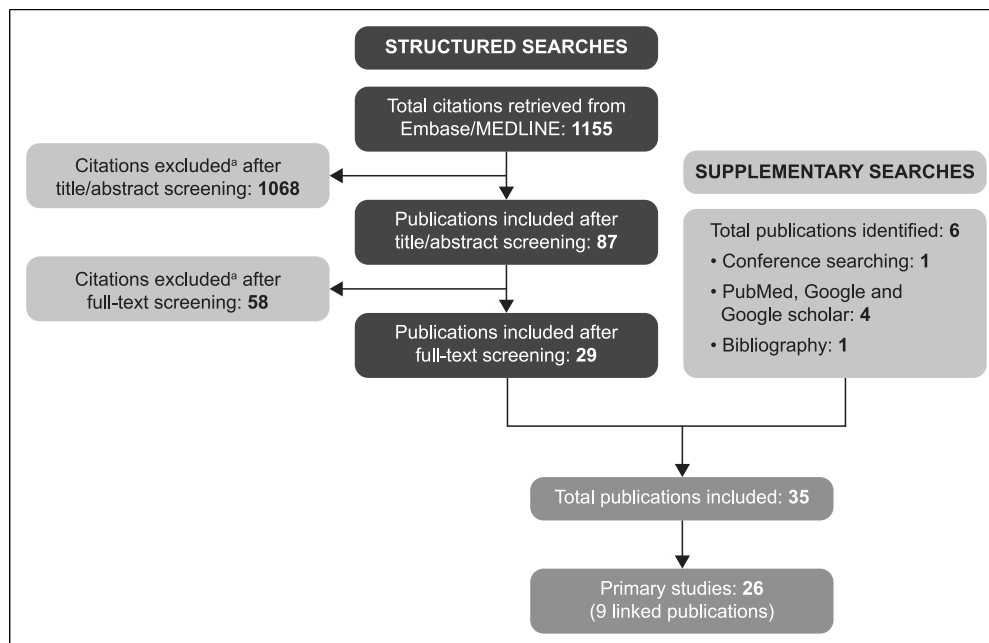 STRUCTURED SEARCHES
Total citations retrieved from
Embase/MEDLINE: 1155
Citations excludedᵃ after
title/abstract screening: 1068
Publications included after
title/abstract screening: 87
Citations excludedᵃ after
full-text screening: 58
Publications included after
full-text screening: 29
SUPPLEMENTARY SEARCHES
Total publications identified: 6
• Conference searching: 1
• PubMed, Google and
Google scholar: 4
• Bibliography: 1
Total publications included: 35
Primary studies: 26
(9 linked publications)